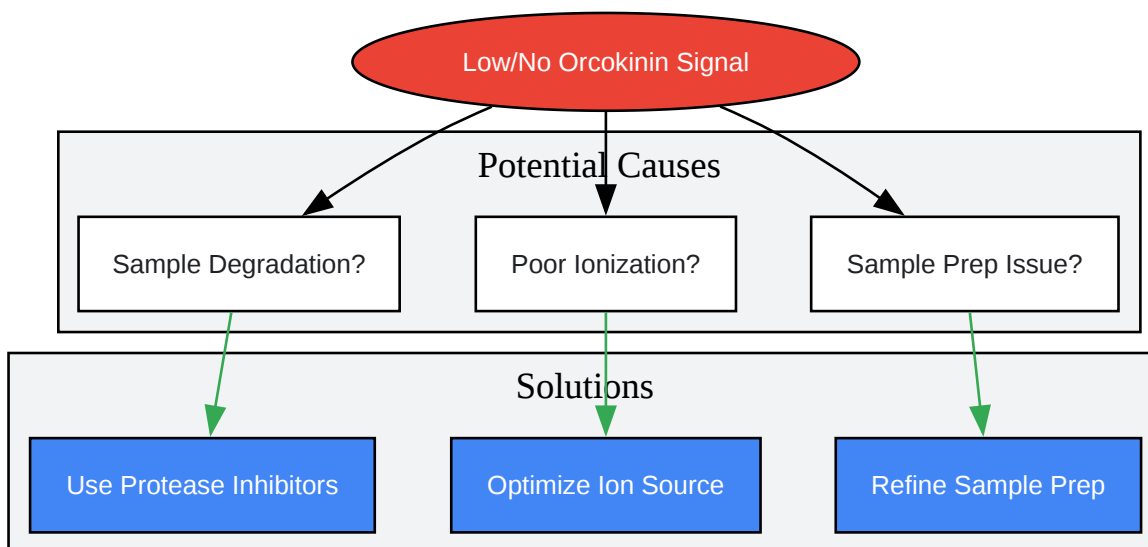 Low/No Orcokinin Signal
Potential Causes
Sample Degradation?
Poor Ionization?
Sample Prep Issue?
Solutions
Use Protease Inhibitors
Optimize Ion Source
Refine Sample Prep